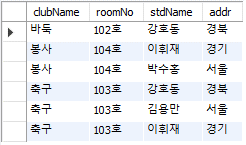 clubName roomNo stdName addr
바둑 102호 강호동 경북
봉사 104호 이휘재 경기
봉사 104호 박수홍 서울
축구 103호 강호동 경북
축구 103호 김용만 서울
축구 103호 이휘재 경기